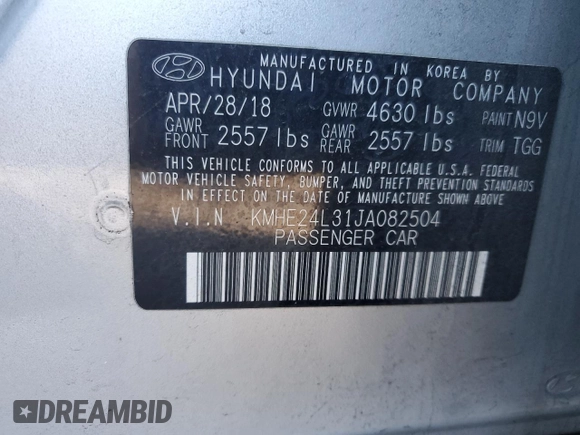 MANUFACTURED IN KOREA BY
HYUNDAI MOTOR COMPANY
APR/28/18 GVWR 4630 lbs PAINT N9V
GAWR FRONT 2557 lbs GAWR REAR 2557 lbs TRIM TGG
THIS VEHICLE CONFORMS TO ALL APPLICABLE U.S.A. FEDERAL
MOTOR VEHICLE SAFETY, BUMPER, AND THEFT PREVENTION STANDARDS
IN EFFECT ON THE DATE OF MANUFACTURE SHOWN ABOVE.
V.I.N KMHE24L31JA082504
PASSENGER CAR
DREAMBID